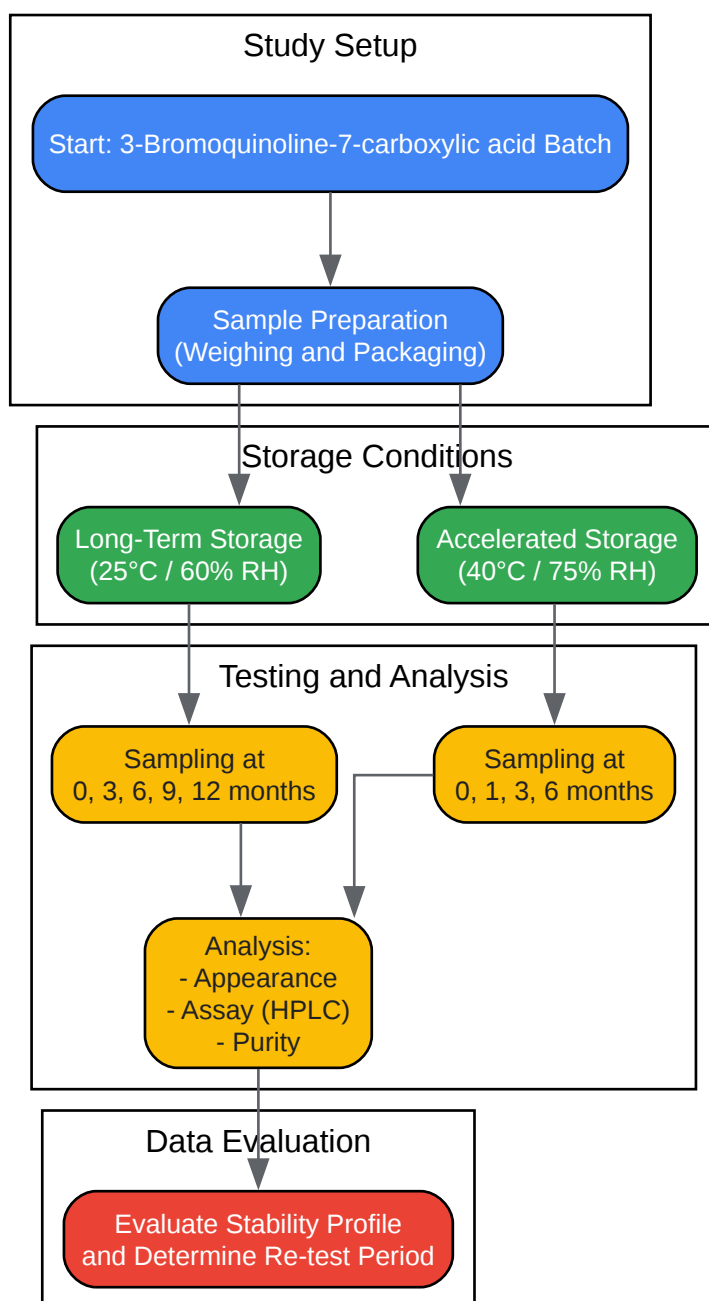 Study Setup
Start: 3-Bromoquinoline-7-carboxylic acid Batch
Sample Preparation
(Weighing and Packaging)
Storage Conditions
Long-Term Storage
(25°C / 60% RH)
Accelerated Storage
(40°C / 75% RH)
Testing and Analysis
Sampling at
0, 3, 6, 9, 12 months
Sampling at
0, 1, 3, 6 months
Analysis:
- Appearance
- Assay (HPLC)
- Purity
Data Evaluation
Evaluate Stability Profile
and Determine Re-test Period